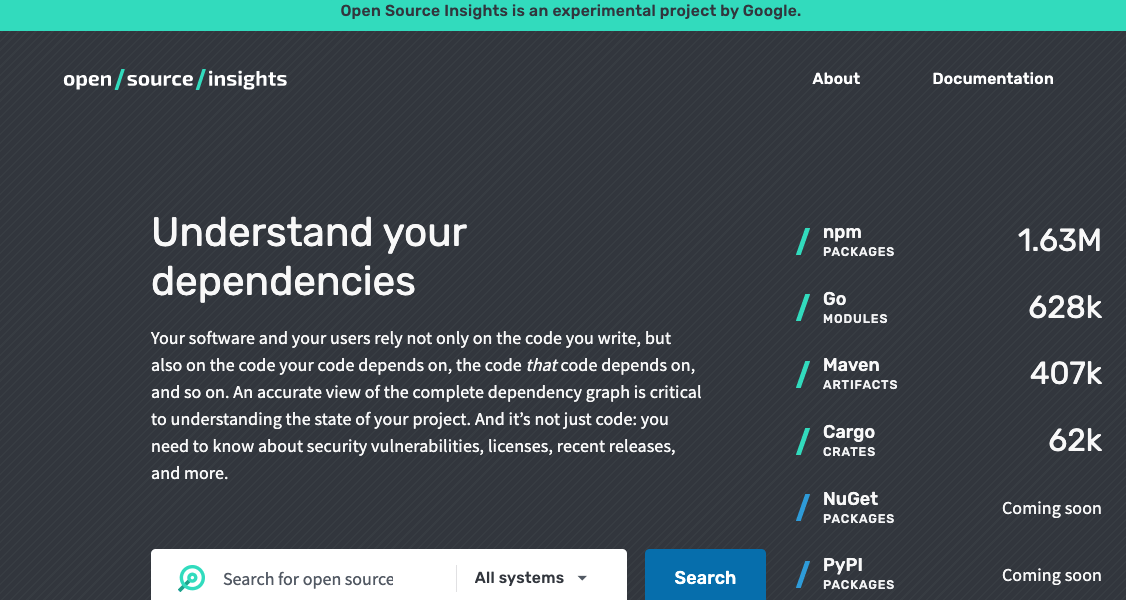 Open Source Insights is an experimental project by Google.
open/source/insights
About
Documentation
Understand your
dependencies
Your software and your users rely not only on the code you write, but
also on the code your code depends on, the code that code depends on,
and so on. An accurate view of the complete dependency graph is critical
to understanding the state of your project. And it’s not just code: you
need to know about security vulnerabilities, licenses, recent releases,
and more.
Search for open source
All systems
Search
npm
PACKAGES
1.63M
Go
MODULES
628k
Maven
ARTIFACTS
407k
Cargo
CRATES
62k
NuGet
PACKAGES
Coming soon
PyPI
PACKAGES
Coming soon